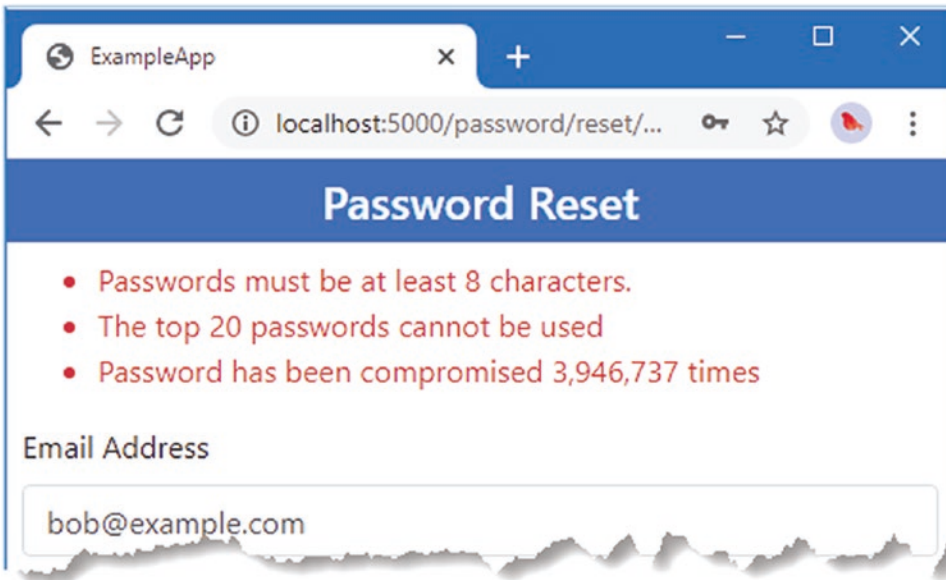 ExampleApp
localhost:5000/password/reset/...
Password Reset
• Passwords must be at least 8 characters.
• The top 20 passwords cannot be used
• Password has been compromised 3,946,737 times
Email Address
bob@example.com